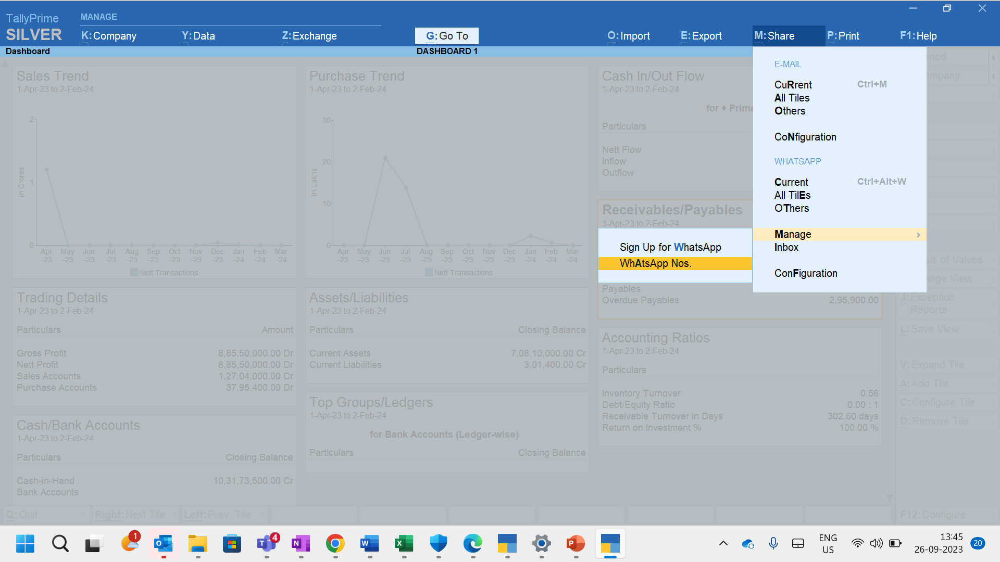 TallyPrime
SILVER
MANAGE
K:Company
Y:Data
Z:Exchange
G:Go To
O:Import
E:Export
M:Share
P:Print
F1:Help
Dashboard
DASHBOARD 1
Sales Trend
1-Apr-23 to 2-Feb-24
In Crores
2
1
0
Apr May Jun Jul Aug Sep Oct Nov Dec Jan Feb Mar
-23 -23 -23 -23 -23 -23 -23 -23 -23 -24 -24 -24
Nett Transactions
Purchase Trend
1-Apr-23 to 2-Feb-24
In Lakhs
30
20
10
0
Apr May Jun Jul Aug Sep Oct Nov Dec Jan Feb Mar
-23 -23 -23 -23 -23 -23 -23 -23 -23 -24 -24 -24
Nett Transactions
Cash In/Out Flow
1-Apr-23 to 2-Feb-24
for ♦ Prima
Particulars
Nett Flow
Inflow
Outflow
Receivables/Payables
1-Apr-23 to 2-Feb-24
Sign Up for WhatsApp
WhAtsApp Nos.
Payables
Overdue Payables 2,95,900.00
E-MAIL
CuRrent Ctrl+M
All Tiles
Others
CoNfiguration
WHATSAPP
Current Ctrl+Alt+W
All TilEs
OThers
Manage
Inbox
ConFiguration
Trading Details
1-Apr-23 to 2-Feb-24
Particulars Amount
Gross Profit 8,85,50,000.00 Dr
Nett Profit 8,85,50,000.00 Dr
Sales Accounts 1,27,04,000.00 Cr
Purchase Accounts 37,95,400.00 Dr
Assets/Liabilities
1-Apr-23 to 2-Feb-24
Particulars Closing Balance
Current Assets 7,08,10,000.00 Cr
Current Liabilities 3,01,400.00 Cr
Accounting Ratios
1-Apr-23 to 2-Feb-24
Particulars
Inventory Turnover 0.56
Debt/Equity Ratio 0.00 : 1
Receivable Turnover in Days 302.60 days
Return on Investment % 100.00 %
Cash/Bank Accounts
1-Apr-23 to 2-Feb-24
Particulars Closing Balance
Cash-in-Hand 10,31,73,500.00 Cr
Bank Accounts
Top Groups/Ledgers
1-Apr-23 to 2-Feb-24
for Bank Accounts (Ledger-wise)
Particulars Closing Balance
riod
ompany
sis of Values
ange View
J:Exception
Reports
L:Save View
V:Expand Tile
A:Add Tile
C:Configure Tile
D:Remove Tile
F12:Configure
Q:Quit
Right:Next Tile
Left:Prev. Tile
1
4
ENG
US
13:45
26-09-2023
20